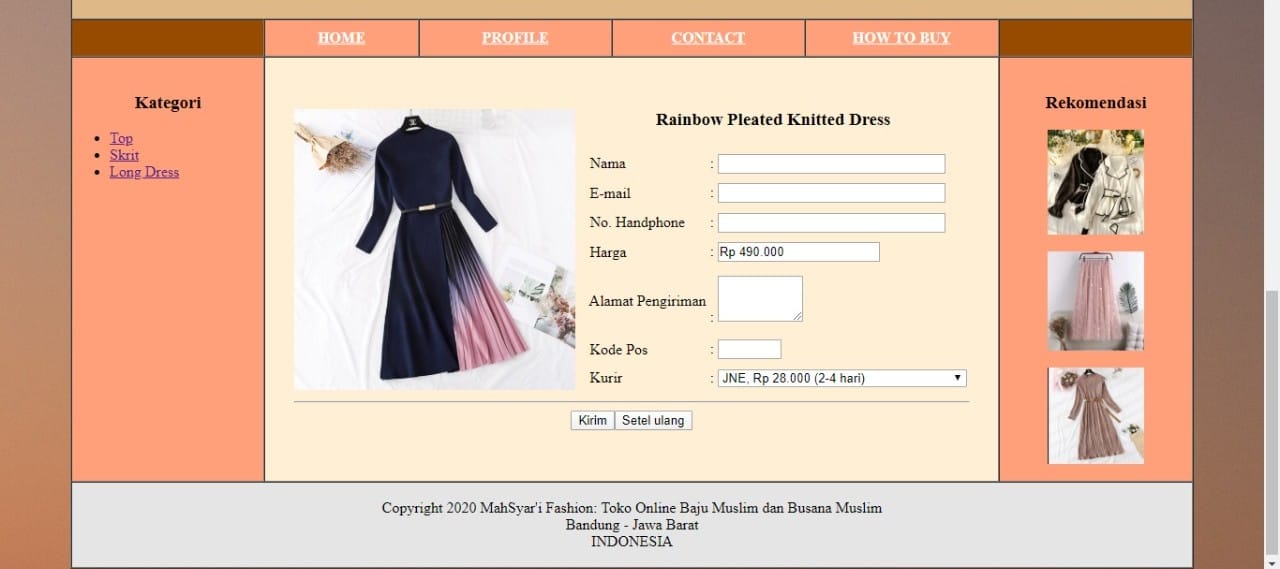 HOME
PROFILE
CONTACT
HOW TO BUY
Kategori
Top
Skrit
Long Dress
Rainbow Pleated Knitted Dress
Nama :
E-mail :
No. Handphone :
Harga : Rp 490.000
Alamat Pengiriman :
Kode Pos :
Kurir : JNE, Rp 28.000 (2-4 hari)
Kirim
Setel ulang
Rekomendasi
Copyright 2020 MahSyar'i Fashion: Toko Online Baju Muslim dan Busana Muslim
Bandung - Jawa Barat
INDONESIA